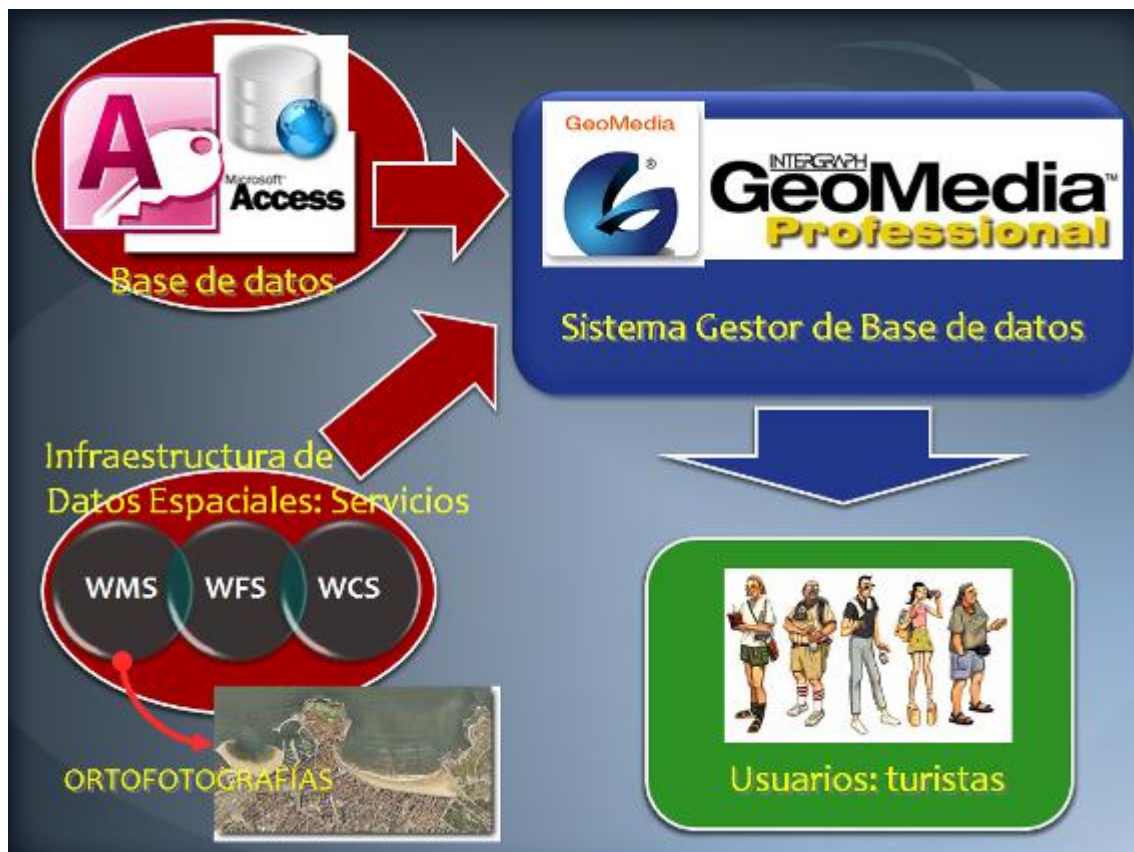 Microsoft®
Access
Base de datos
GeoMedia
®
INTERGRAPH
GeoMedia™
Professional
Sistema Gestor de Base de datos
Infraestructura de
Datos Espaciales: Servicios
WMS WFS WCS
ORTOFOTOGRAFÍAS
Usuarios: turistas